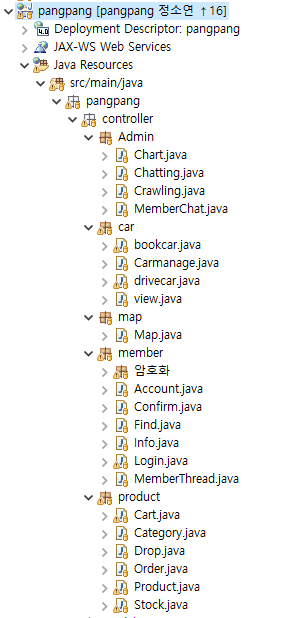 pangpang [pangpang 정소연 ↑16]
Deployment Descriptor: pangpang
JAX-WS Web Services
Java Resources
src/main/java
pangpang
controller
Admin
Chart.java
Chatting.java
Crawling.java
MemberChat.java
car
bookcar.java
Carmanage.java
drivecar.java
view.java
map
Map.java
member
암호화
Account.java
Confirm.java
Find.java
Info.java
Login.java
MemberThread.java
product
Cart.java
Category.java
Drop.java
Order.java
Product.java
Stock.java